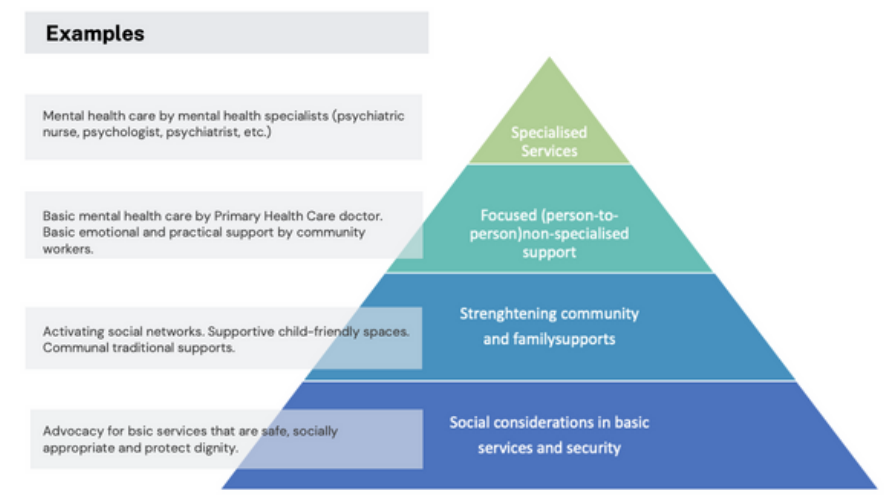 Examples
Mental health care by mental health specialists (psychiatric
nurse, psychologist, psychiatrist, etc.)
Specialised
Services
Basic mental health care by Primary Health Care doctor.
Basic emotional and practical support by community
workers.
Focused (person-to-
person)non-specialised
support
Activating social networks. Supportive child-friendly spaces.
Communal traditional supports.
Strenghtening community
and familysupports
Advocacy for bsic services that are safe, socially
appropriate and protect dignity.
Social considerations in basic
services and security